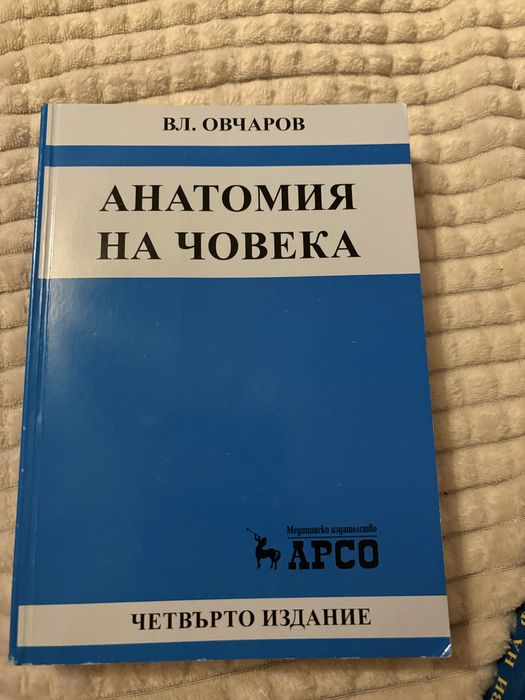 ВЛ. ОВЧАРОВ
АНАТОМИЯ
НА ЧОВЕКА
Медицинско издателство
АРСО
ЧЕТВЪРТО ИЗДАНИЕ